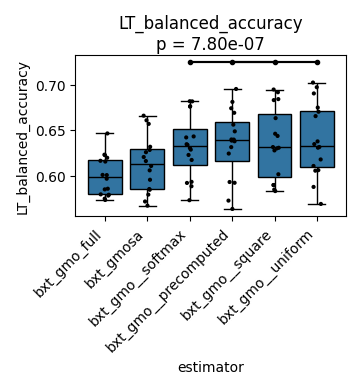 LT_balanced_accuracy
p = 7.80e-07
LT_balanced_accuracy
0.70
0.65
0.60
bxt_gmo_full
bxt_gmosa
bxt_gmo__softmax
bxt_gmo__precomputed
bxt_gmo__square
bxt_gmo__uniform
estimator